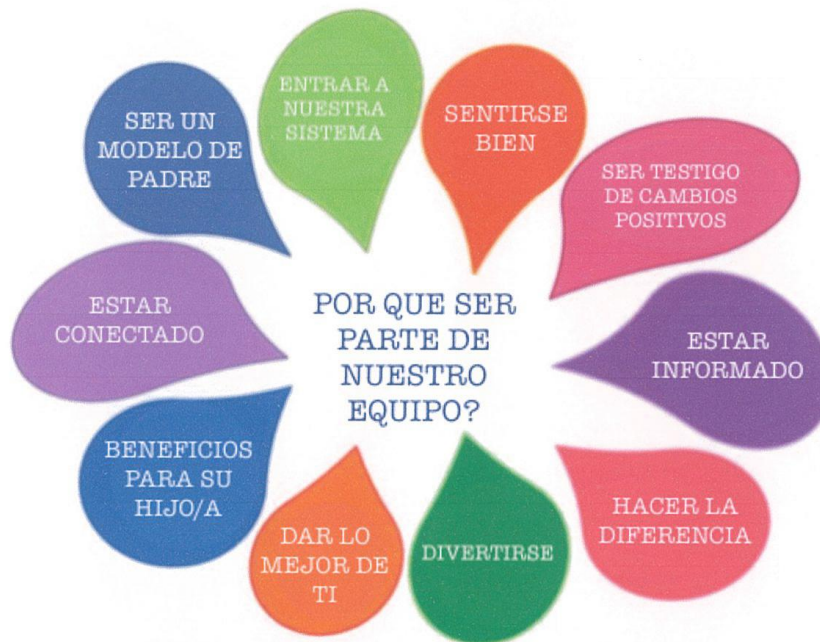 ENTRAR A
NUESTRA
SISTEMA
SENTIRSE
BIEN
SER UN
MODELO DE
PADRE
SER TESTIGO
DE CAMBIOS
POSITIVOS
ESTAR
CONECTADO
POR QUE SER
PARTE DE
NUESTRO
EQUIPO?
ESTAR
INFORMADO
BENEFICIOS
PARA SU
HIJO/A
DAR LO
MEJOR DE
TI
DIVERTIRSE
HACER LA
DIFERENCIA